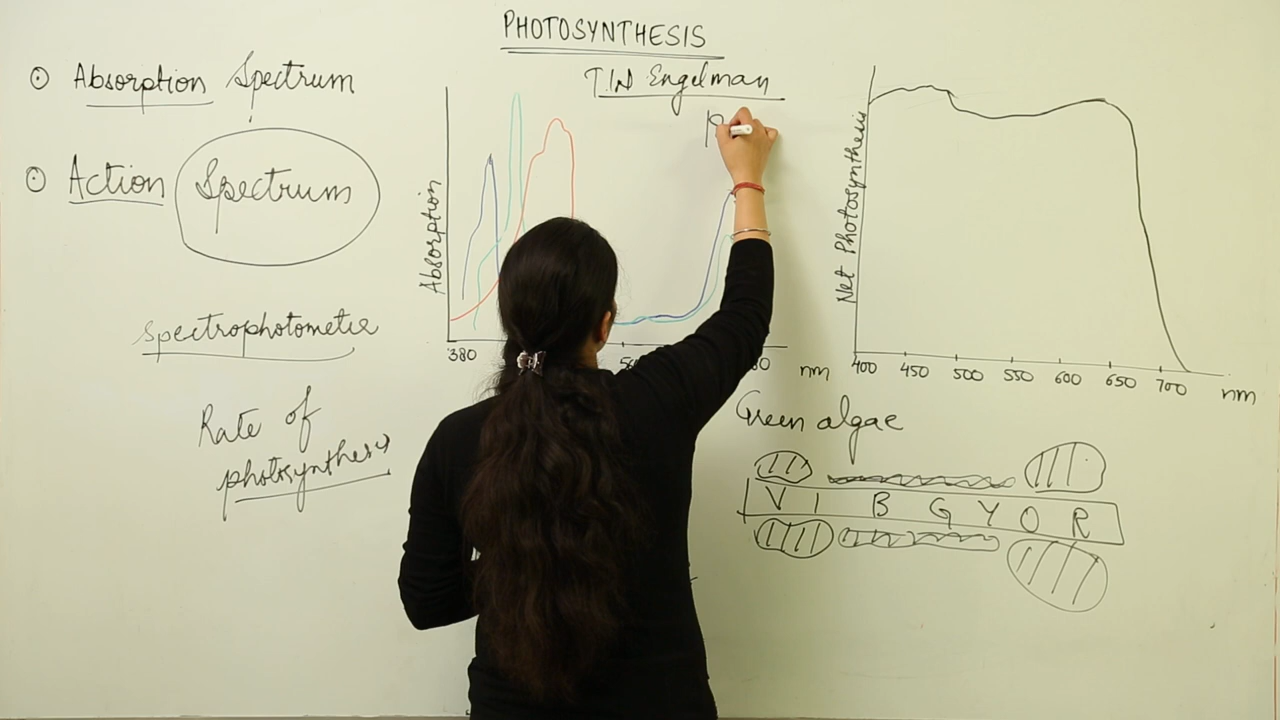 PHOTOSYNTHESIS
Absorption Spectrum
T.W Engelman
Action Spectrum
Absorption
Net Photosynthesis
spectrophotometer
380
nm
400 450 500 550 600 650 700 nm
Rate of
photosynthesis
Green algae
V I B G Y O R